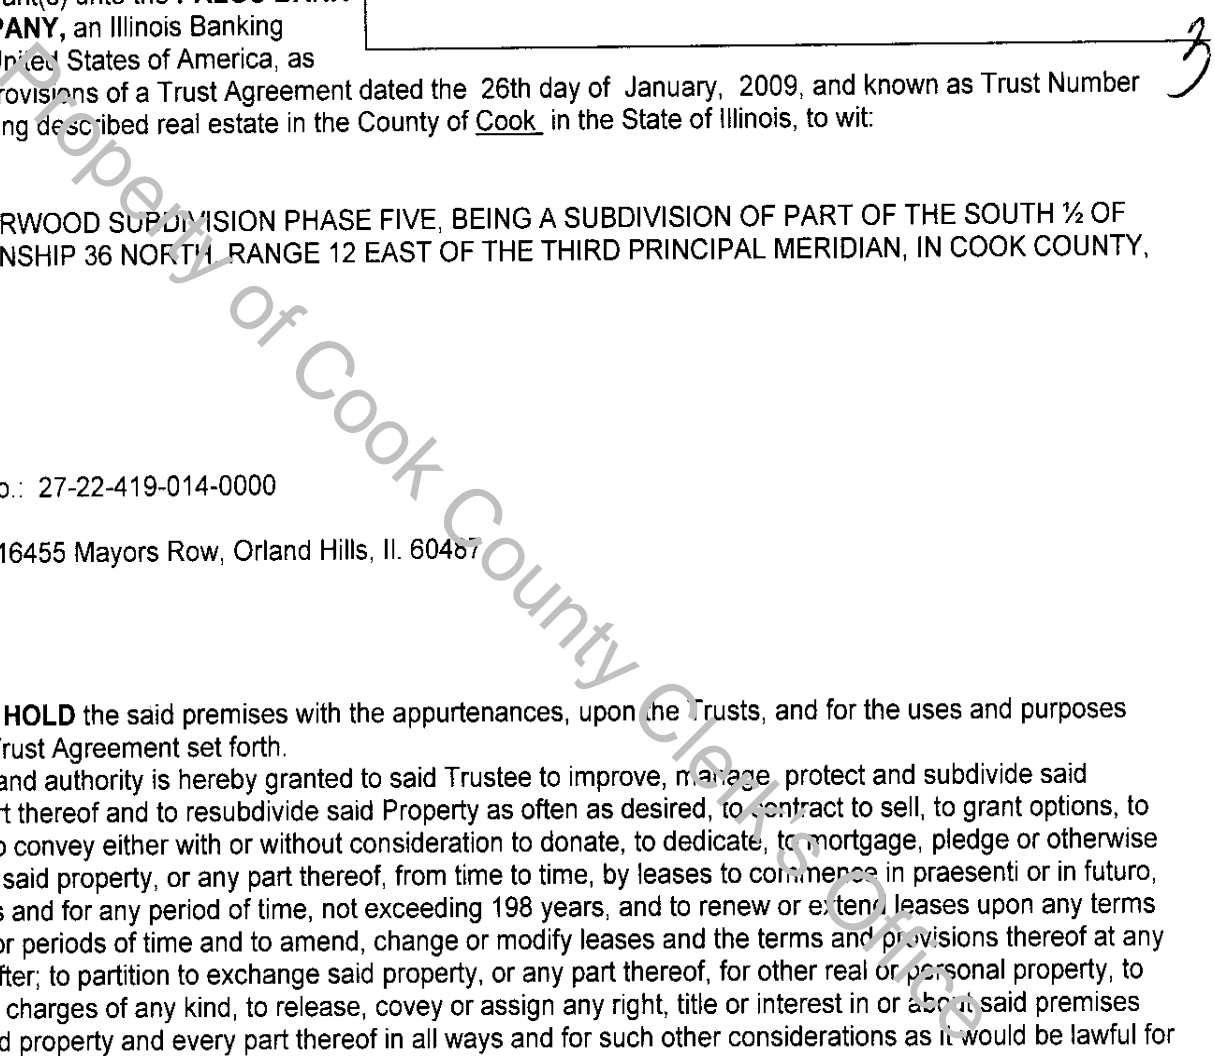 PANY, an Illinois Banking
United States of America, as
rovisions of a Trust Agreement dated the 26th day of January, 2009, and known as Trust Number
ng described real estate in the County of Cook in the State of Illinois, to wit:
3
RWOOD SUBDIVISION PHASE FIVE, BEING A SUBDIVISION OF PART OF THE SOUTH ½ OF
NSHIP 36 NORTH, RANGE 12 EAST OF THE THIRD PRINCIPAL MERIDIAN, IN COOK COUNTY,
o.: 27-22-419-014-0000
16455 Mayors Row, Orland Hills, Il. 60487
HOLD the said premises with the appurtenances, upon the Trusts, and for the uses and purposes
Trust Agreement set forth.
and authority is hereby granted to said Trustee to improve, manage, protect and subdivide said
rt thereof and to resubdivide said Property as often as desired, to contract to sell, to grant options, to
o convey either with or without consideration to donate, to dedicate, to mortgage, pledge or otherwise
said property, or any part thereof, from time to time, by leases to commence in praesenti or in futuro,
s and for any period of time, not exceeding 198 years, and to renew or extend leases upon any terms
or periods of time and to amend, change or modify leases and the terms and provisions thereof at any
fter; to partition to exchange said property, or any part thereof, for other real or personal property, to
charges of any kind, to release, covey or assign any right, title or interest in or about said premises
d property and every part thereof in all ways and for such other considerations as it would be lawful for
Property of Cook County Clerk's Office